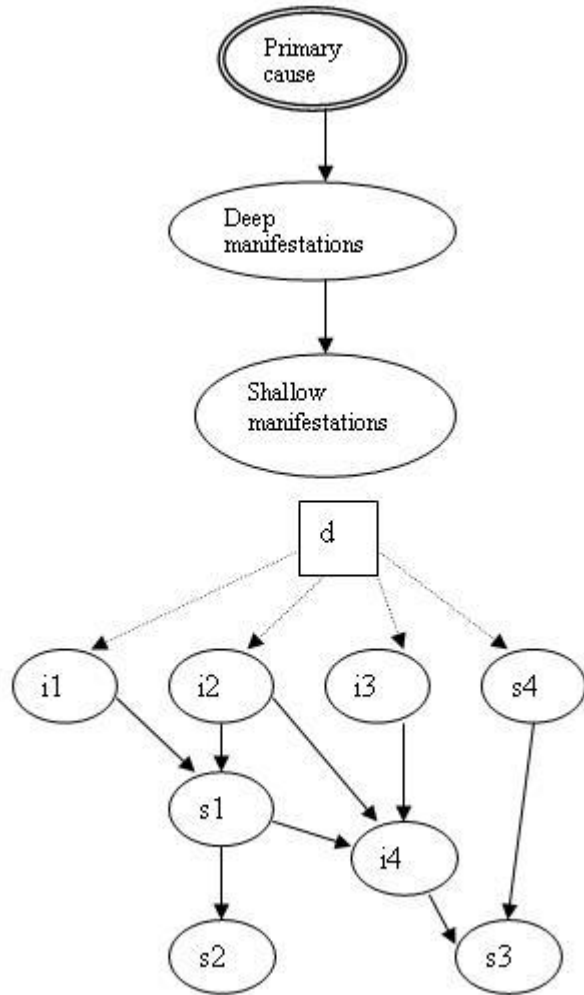 Primary
cause
Deep
manifestations
Shallow
manifestations
d
i1
i2
i3
s4
s1
i4
s2
s3